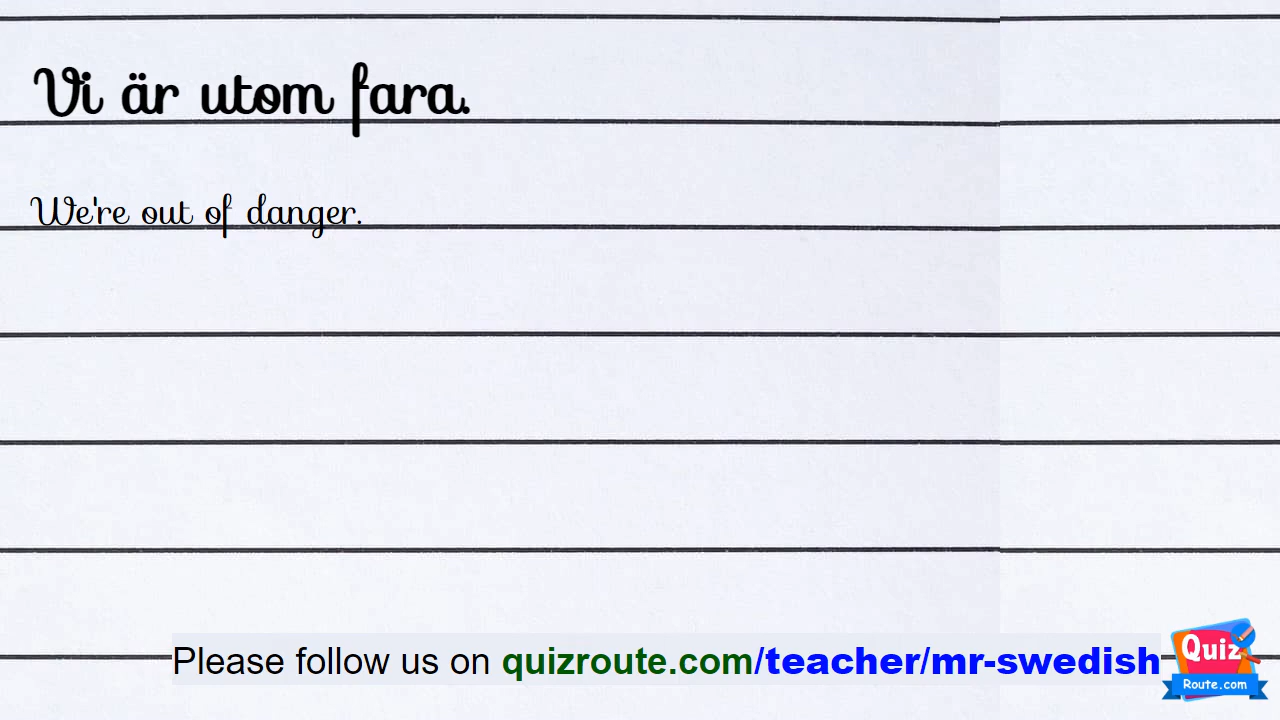 Vi är utom fara.
We're out of danger.
Please follow us on quizroute.com/teacher/mr-swedish
Quiz
Route.com